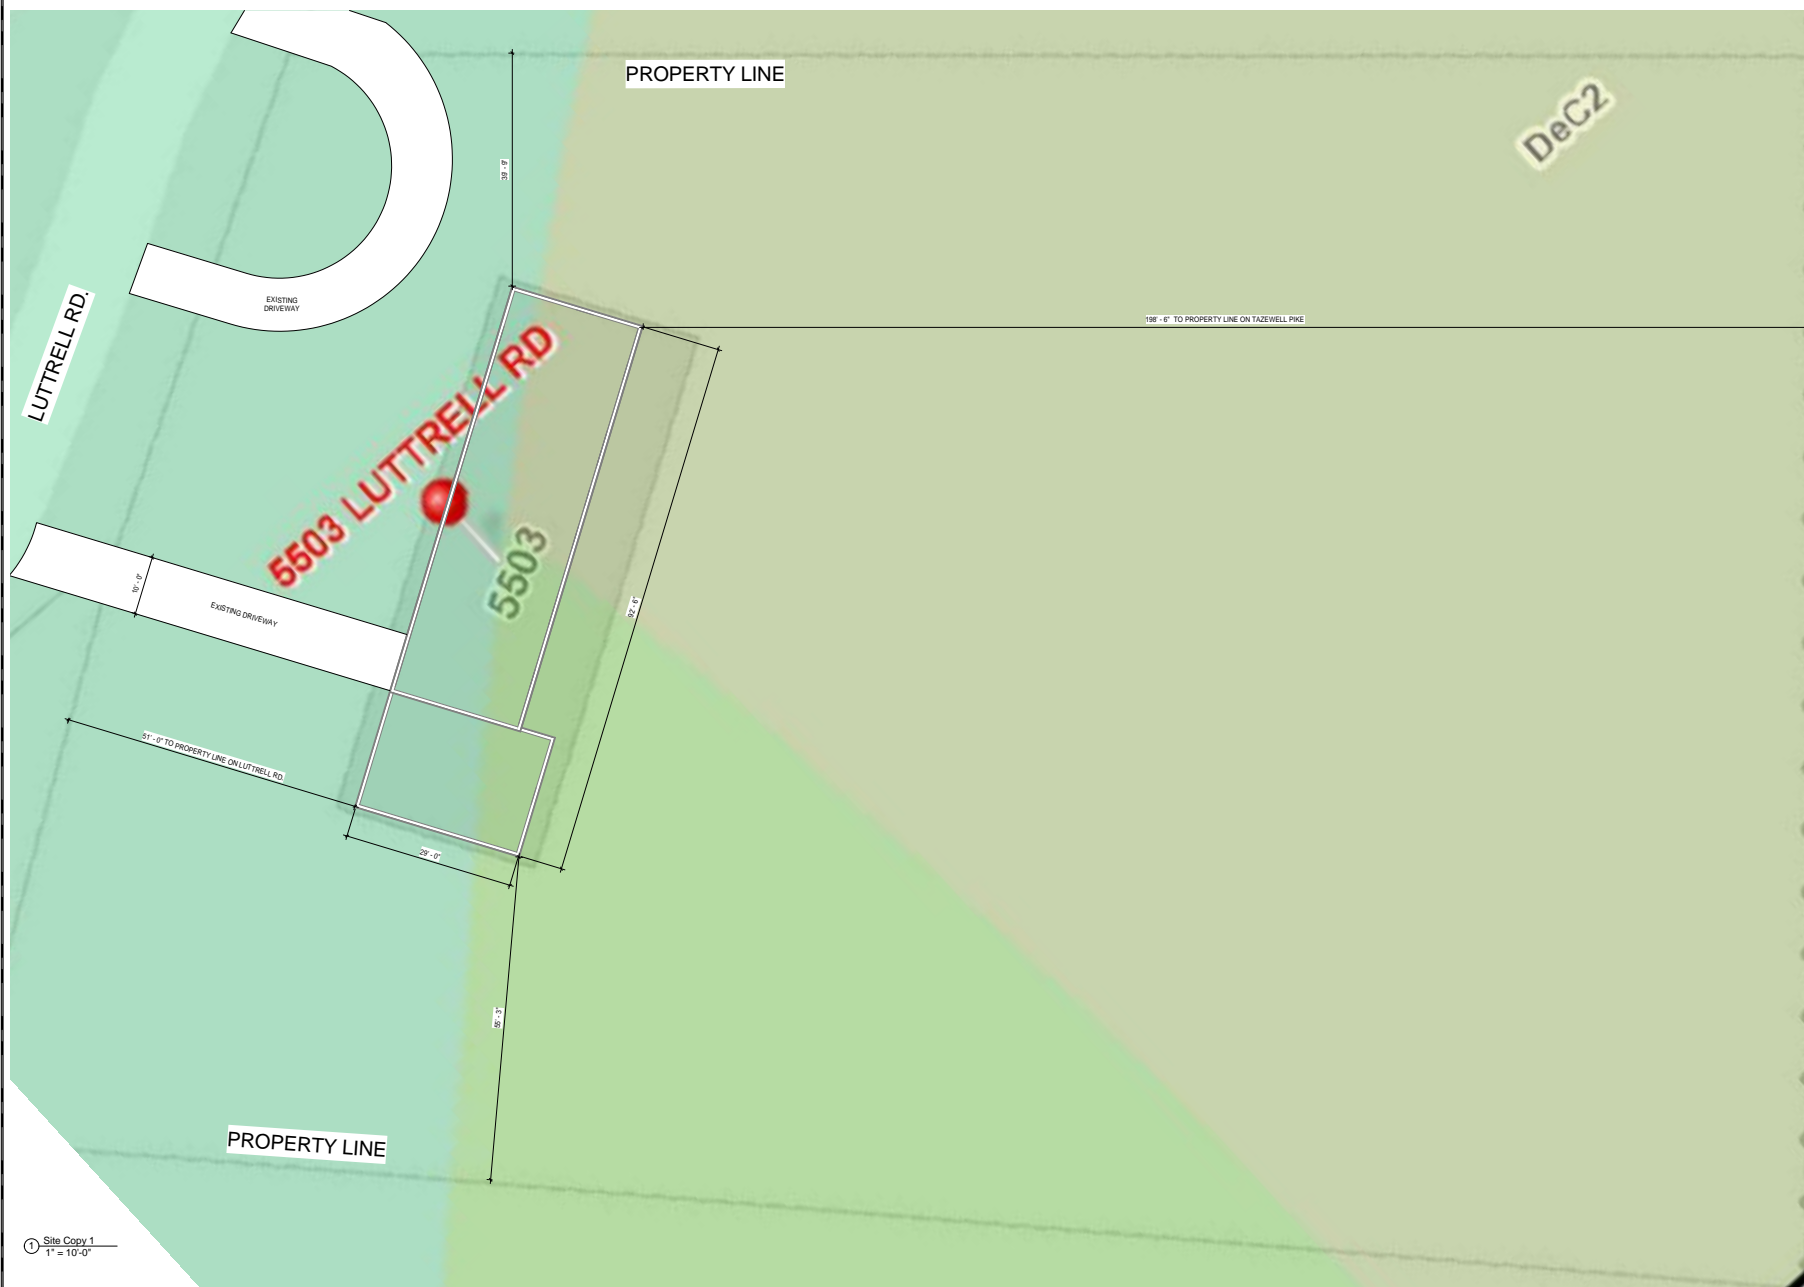 PROPERTY LINE
DeC2
39' - 9"
EXISTING
DRIVEWAY
LUTTRELL RD.
198' - 6" TO PROPERTY LINE ON TAZEWELL PIKE
5503 LUTTRELL RD
5503
10' - 0"
EXISTING DRIVEWAY
92' - 6"
51' - 0" TO PROPERTY LINE ON LUTTRELL RD.
29' - 0"
55' - 3"
PROPERTY LINE
1 Site Copy 1
1" = 10'-0"